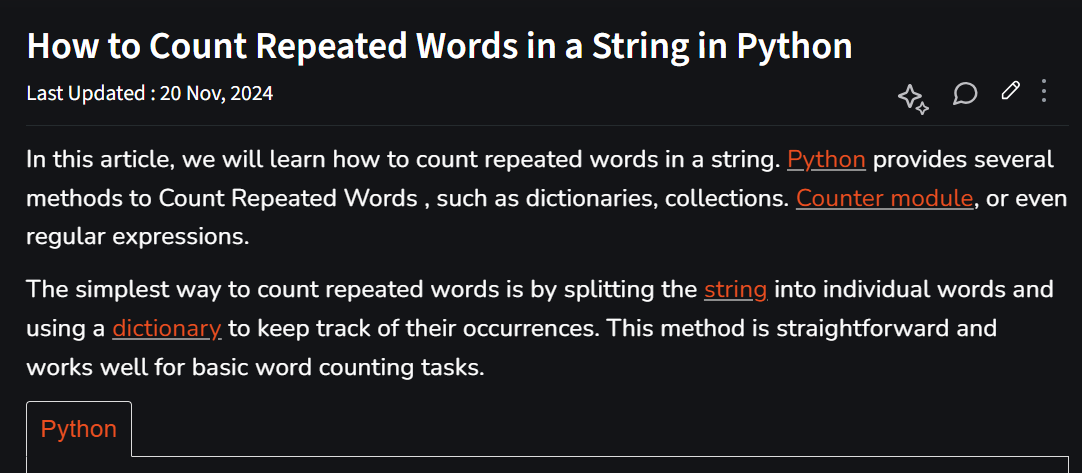 How to Count Repeated Words in a String in Python
Last Updated : 20 Nov, 2024
In this article, we will learn how to count repeated words in a string. Python provides several
methods to Count Repeated Words , such as dictionaries, collections. Counter module, or even
regular expressions.
The simplest way to count repeated words is by splitting the string into individual words and
using a dictionary to keep track of their occurrences. This method is straightforward and
works well for basic word counting tasks.
Python